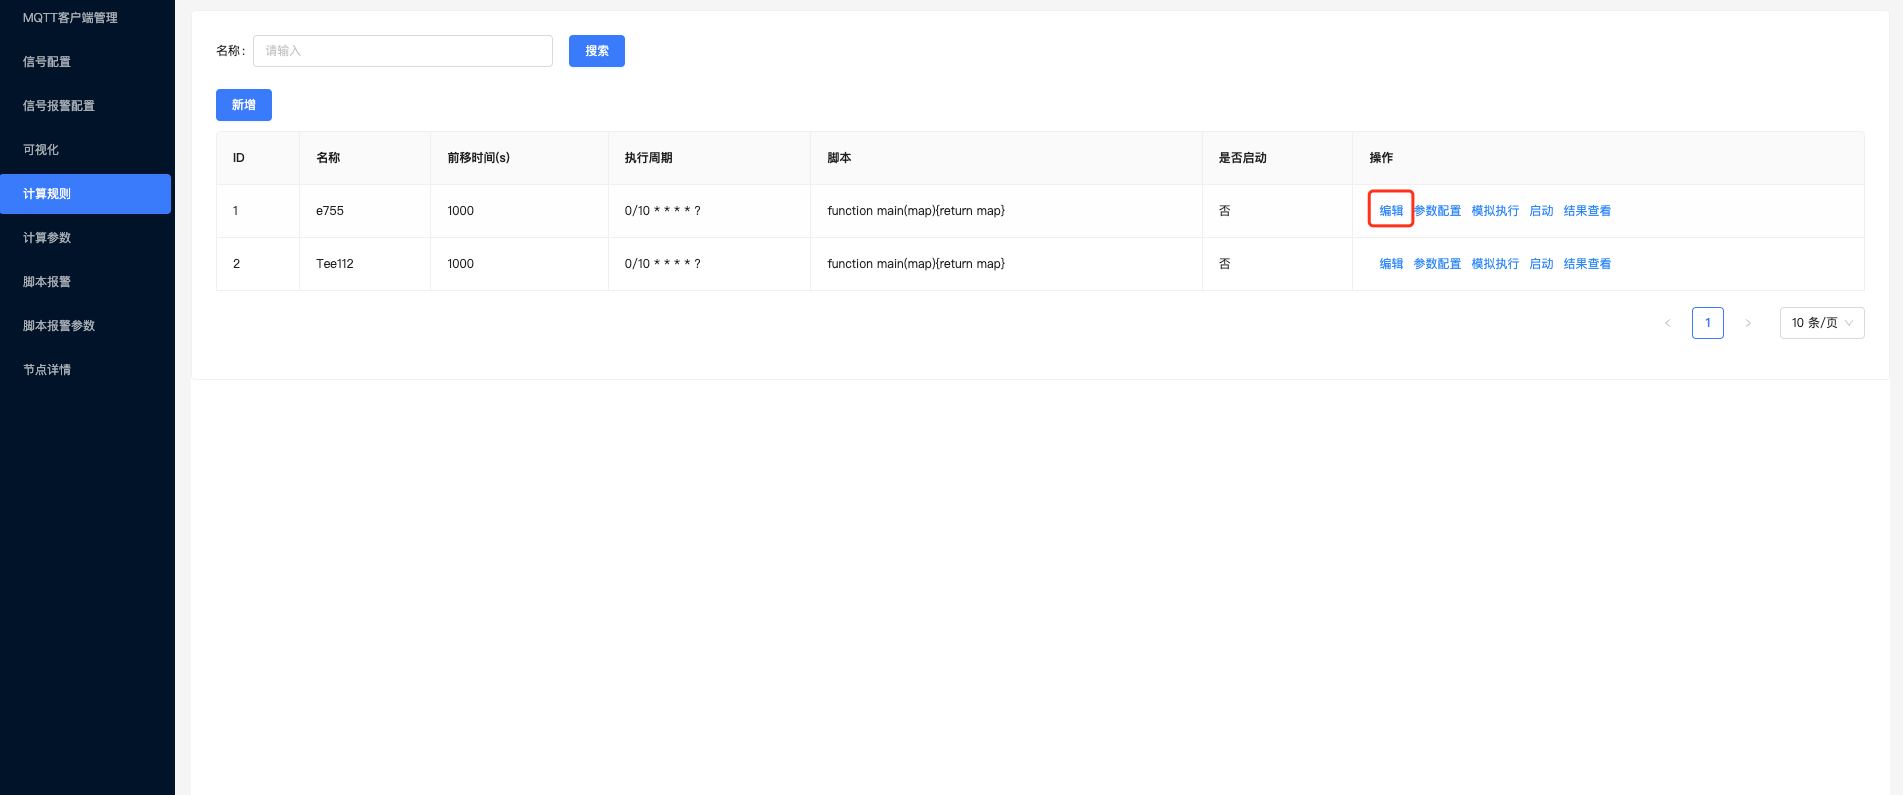 MQTT客户端管理
信号配置
信号报警配置
可视化
计算规则
计算参数
脚本报警
脚本报警参数
节点详情
名称: 请输入 搜索
新增
ID 名称 前移时间(s) 执行周期 脚本 是否启动 操作
1 e755 1000 0/10 * * * * ? function main(map){return map} 否 编辑 参数配置 模拟执行 启动 结果查看
2 Tee112 1000 0/10 * * * * ? function main(map){return map} 否 编辑 参数配置 模拟执行 启动 结果查看
< 1 > 10 条/页